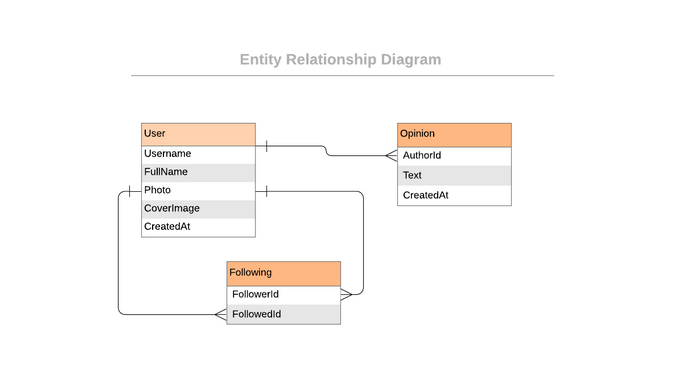 Entity Relationship Diagram
User
Username
FullName
Photo
CoverImage
CreatedAt
Opinion
AuthorId
Text
CreatedAt
Following
FollowerId
FollowedId